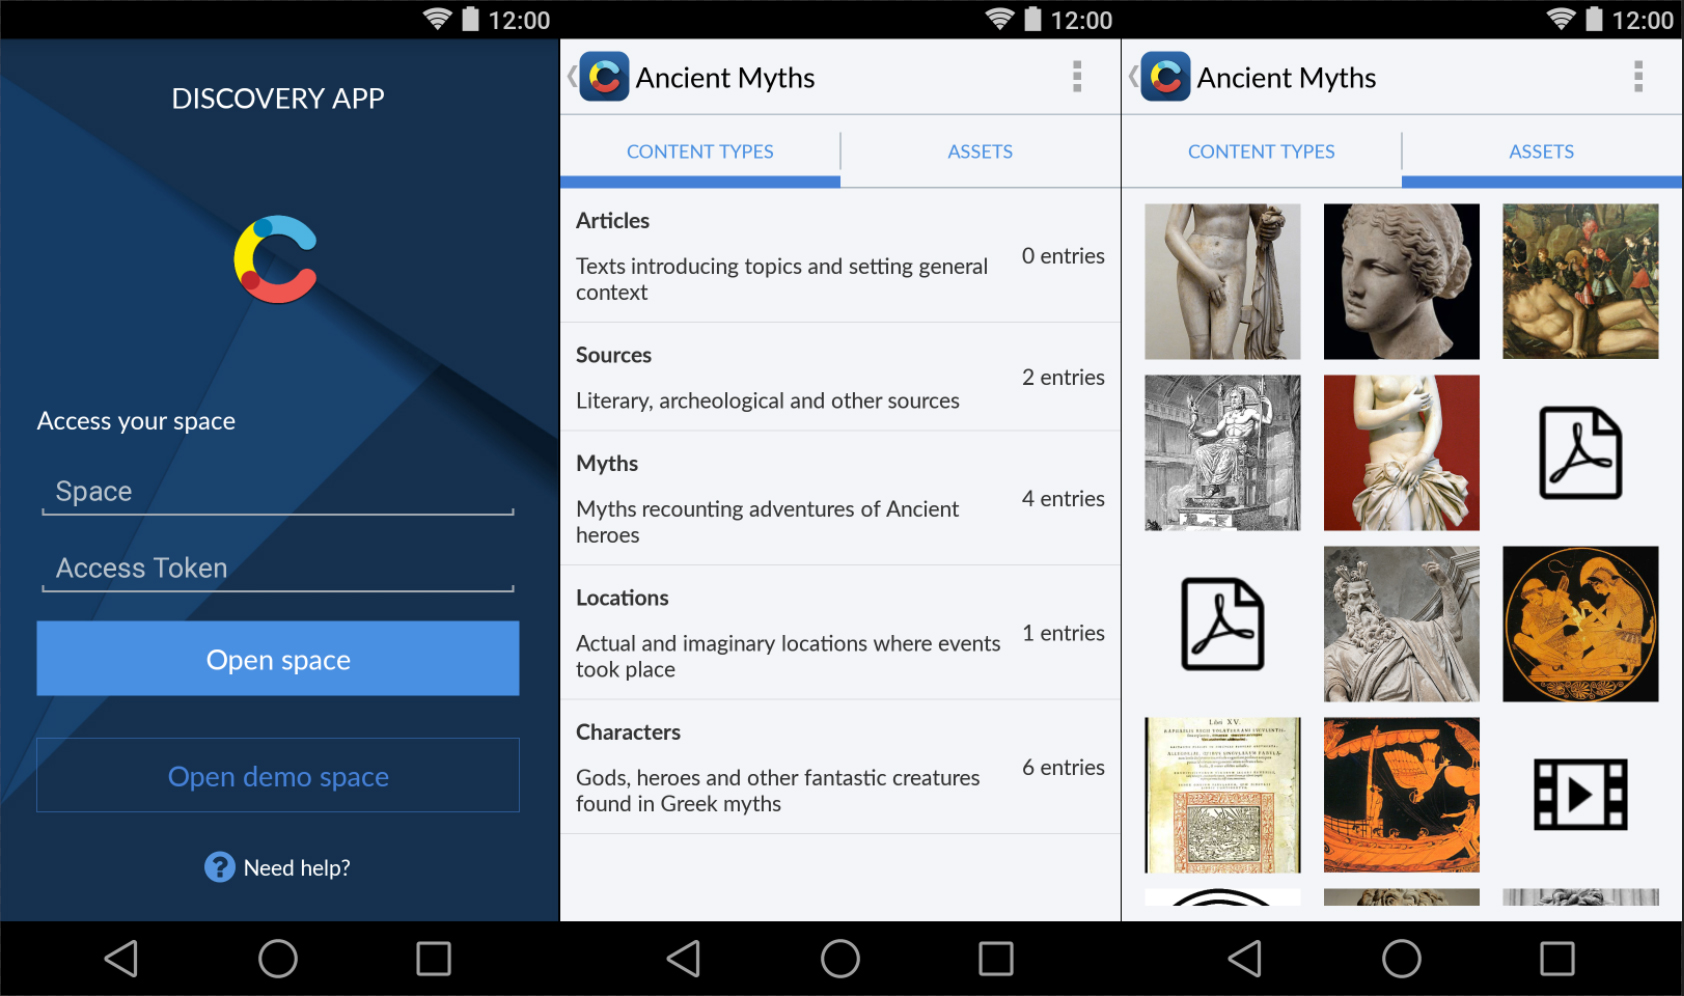 12:00
DISCOVERY APP
Access your space
Space
Access Token
Open space
Open demo space
? Need help?
12:00
Ancient Myths
CONTENT TYPES
ASSETS
Articles
Texts introducing topics and setting general
context
0 entries
Sources
Literary, archeological and other sources
2 entries
Myths
Myths recounting adventures of Ancient
heroes
4 entries
Locations
Actual and imaginary locations where events
took place
1 entries
Characters
Gods, heroes and other fantastic creatures
found in Greek myths
6 entries
12:00
Ancient Myths
CONTENT TYPES
ASSETS
Libri XV.